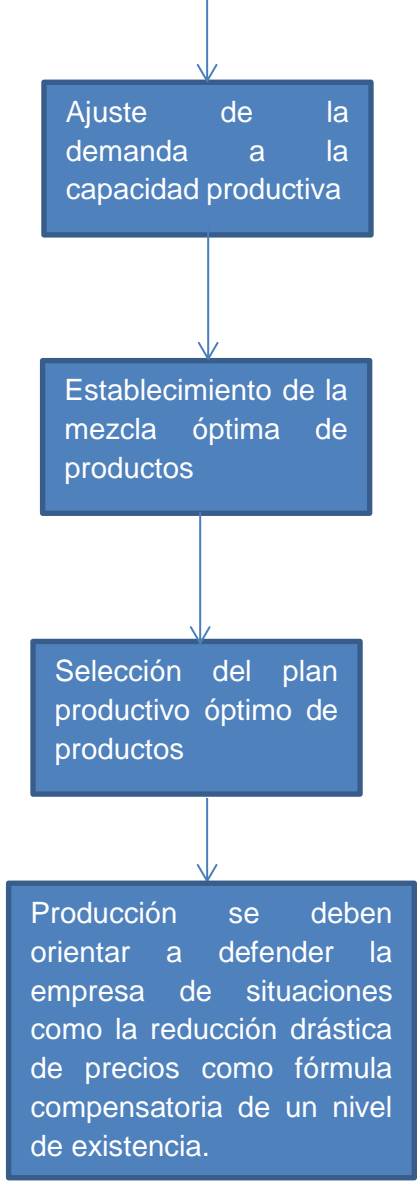 Ajuste de la
demanda a la
capacidad productiva
Establecimiento de la
mezcla óptima de
productos
Selección del plan
productivo óptimo de
productos
Producción se deben
orientar a defender la
empresa de situaciones
como la reducción drástica
de precios como fórmula
compensatoria de un nivel
de existencia.